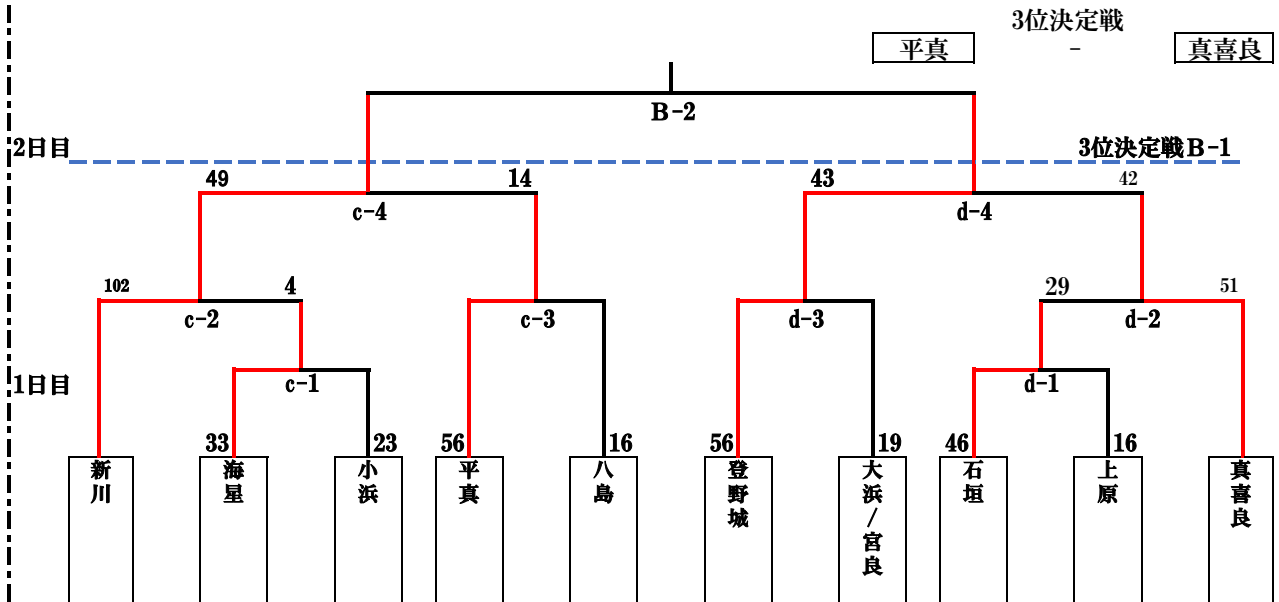 3位決定戦
平真
－
真喜良
B-2
2日目
3位決定戦B-1
49
14
43
42
c-4
d-4
102
4
29
51
c-2
c-3
d-3
d-2
1日目
c-1
d-1
33
23
56
16
56
19
46
16
新川
海星
小浜
平真
八島
登野城
大浜/宮良
石垣
上原
真喜良